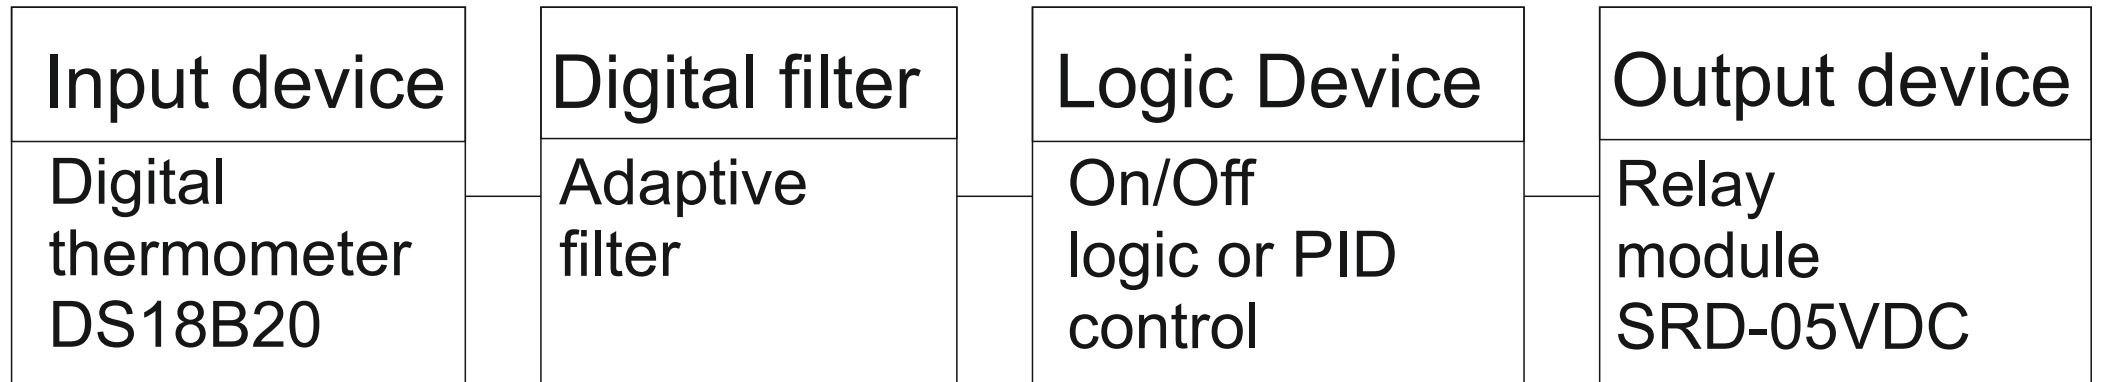 Input device
Digital
thermometer
DS18B20
Digital filter
Adaptive
filter
Logic Device
On/Off
logic or PID
control
Output device
Relay
module
SRD-05VDC